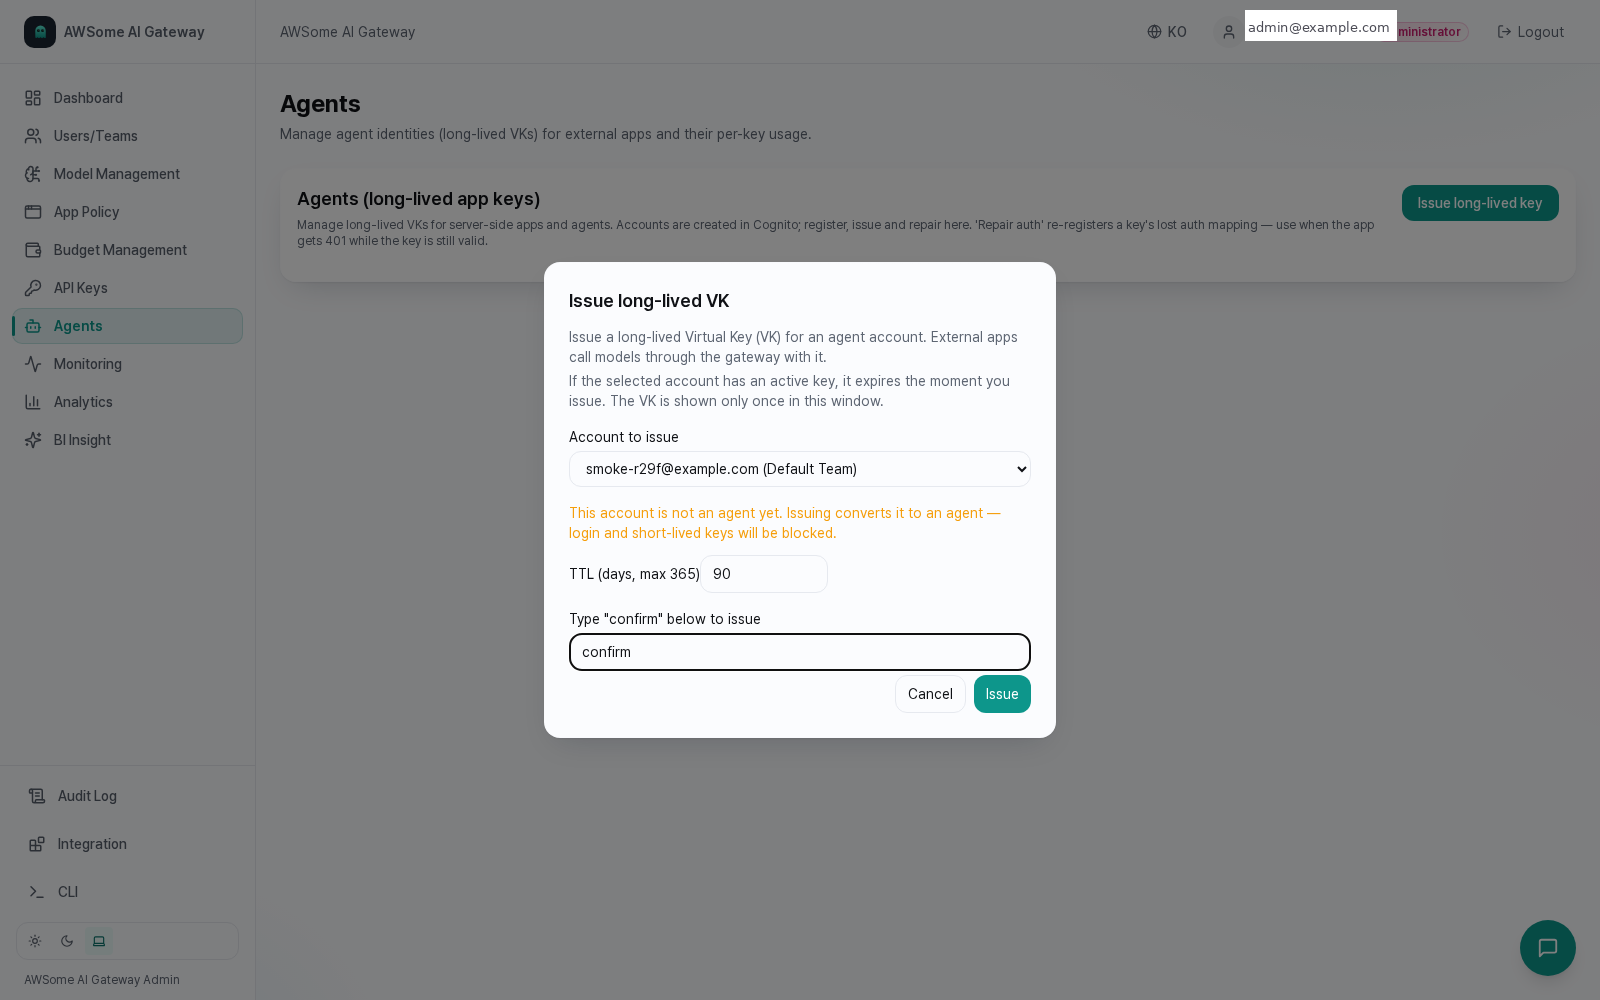 AWSome AI Gateway
AWSome AI Gateway
KO
admin@example.com
ministrator
Logout
Dashboard
Users/Teams
Model Management
App Policy
Budget Management
API Keys
Agents
Monitoring
Analytics
BI Insight
Agents
Manage agent identities (long-lived VKs) for external apps and their per-key usage.
Agents (long-lived app keys)
Manage long-lived VKs for server-side apps and agents. Accounts are created in Cognito; register, issue and repair here. 'Repair auth' re-registers a key's lost auth mapping — use when the app
gets 401 while the key is still valid.
Issue long-lived key
Issue long-lived VK
Issue a long-lived Virtual Key (VK) for an agent account. External apps
call models through the gateway with it.
If the selected account has an active key, it expires the moment you
issue. The VK is shown only once in this window.
Account to issue
smoke-r29f@example.com (Default Team)
This account is not an agent yet. Issuing converts it to an agent —
login and short-lived keys will be blocked.
TTL (days, max 365) 90
Type "confirm" below to issue
confirm
Cancel
Issue
Audit Log
Integration
CLI
AWSome AI Gateway Admin